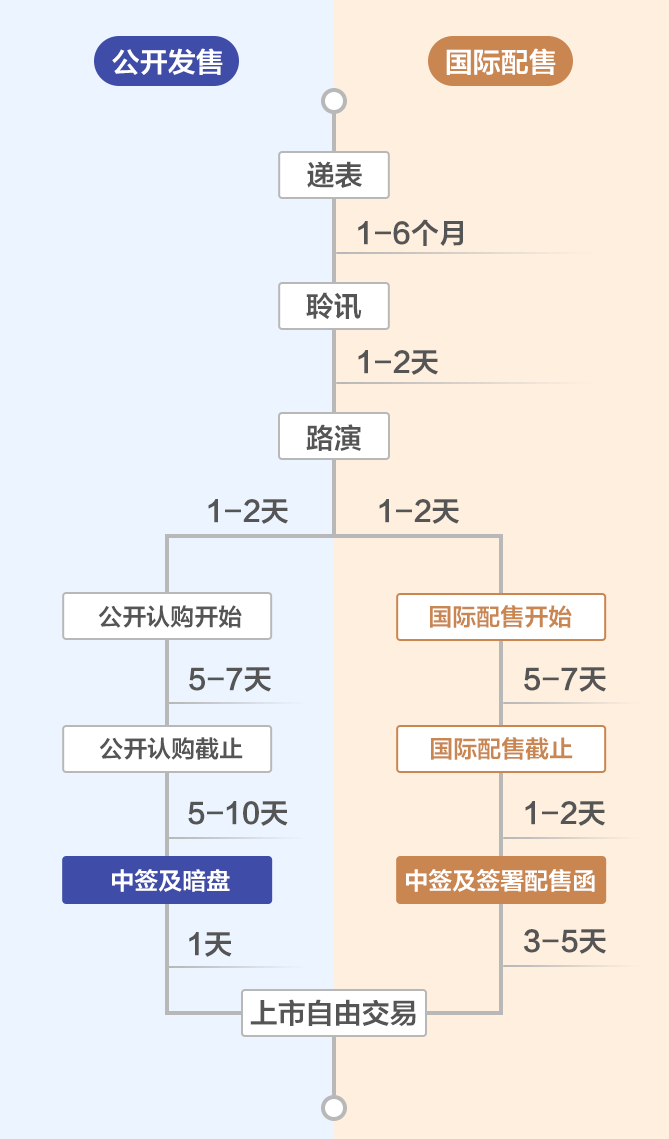 公开发售
国际配售
递表
1-6个月
聆讯
1-2天
路演
1-2天
1-2天
公开认购开始
国际配售开始
5-7天
5-7天
公开认购截止
国际配售截止
5-10天
1-2天
中签及暗盘
中签及签署配售函
1天
3-5天
上市自由交易